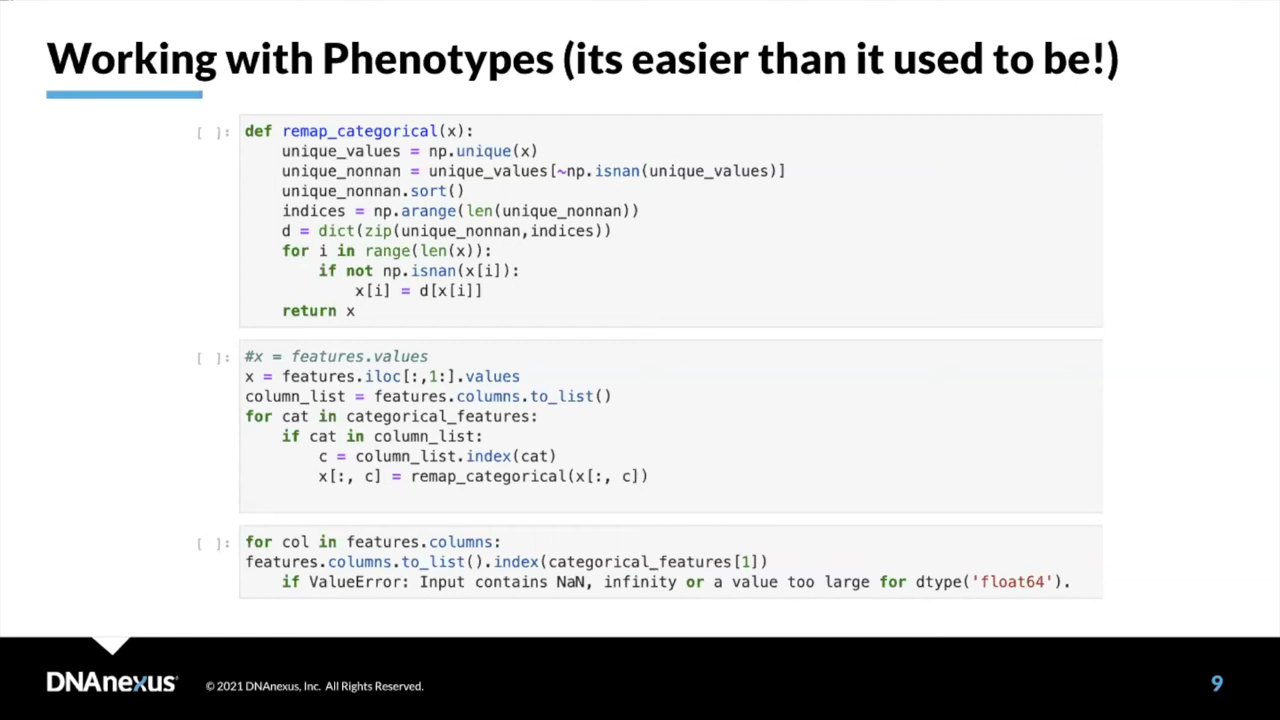 Working with Phenotypes (its easier than it used to be!)
[ ]:
def remap_categorical(x):
    unique_values = np.unique(x)
    unique_nonnan = unique_values[~np.isnan(unique_values)]
    unique_nonnan.sort()
    indices = np.arange(len(unique_nonnan))
    d = dict(zip(unique_nonnan,indices))
    for i in range(len(x)):
        if not np.isnan(x[i]):
            x[i] = d[x[i]]
    return x
[ ]:
#x = features.values
x = features.iloc[:,1:].values
column_list = features.columns.to_list()
for cat in categorical_features:
    if cat in column_list:
        c = column_list.index(cat)
        x[:, c] = remap_categorical(x[:, c])
[ ]:
for col in features.columns:
features.columns.to_list().index(categorical_features[1])
    if ValueError: Input contains NaN, infinity or a value too large for dtype('float64').
DNAnexus
© 2021 DNAnexus, Inc. All Rights Reserved.
9